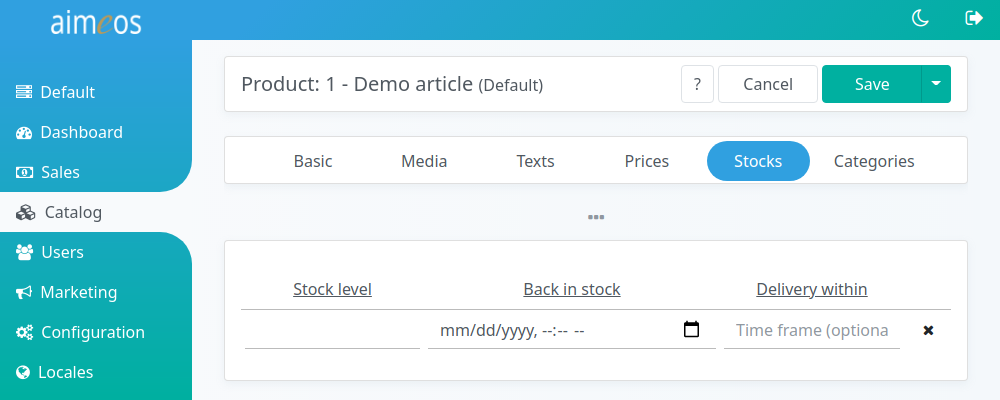 aimeos
Default
Dashboard
Sales
Catalog
Users
Marketing
Configuration
Locales
Product: 1 - Demo article (Default)
? Cancel Save
Basic Media Texts Prices Stocks Categories
Stock level Back in stock Delivery within
mm/dd/yyyy, --:-- -- Time frame (optiona